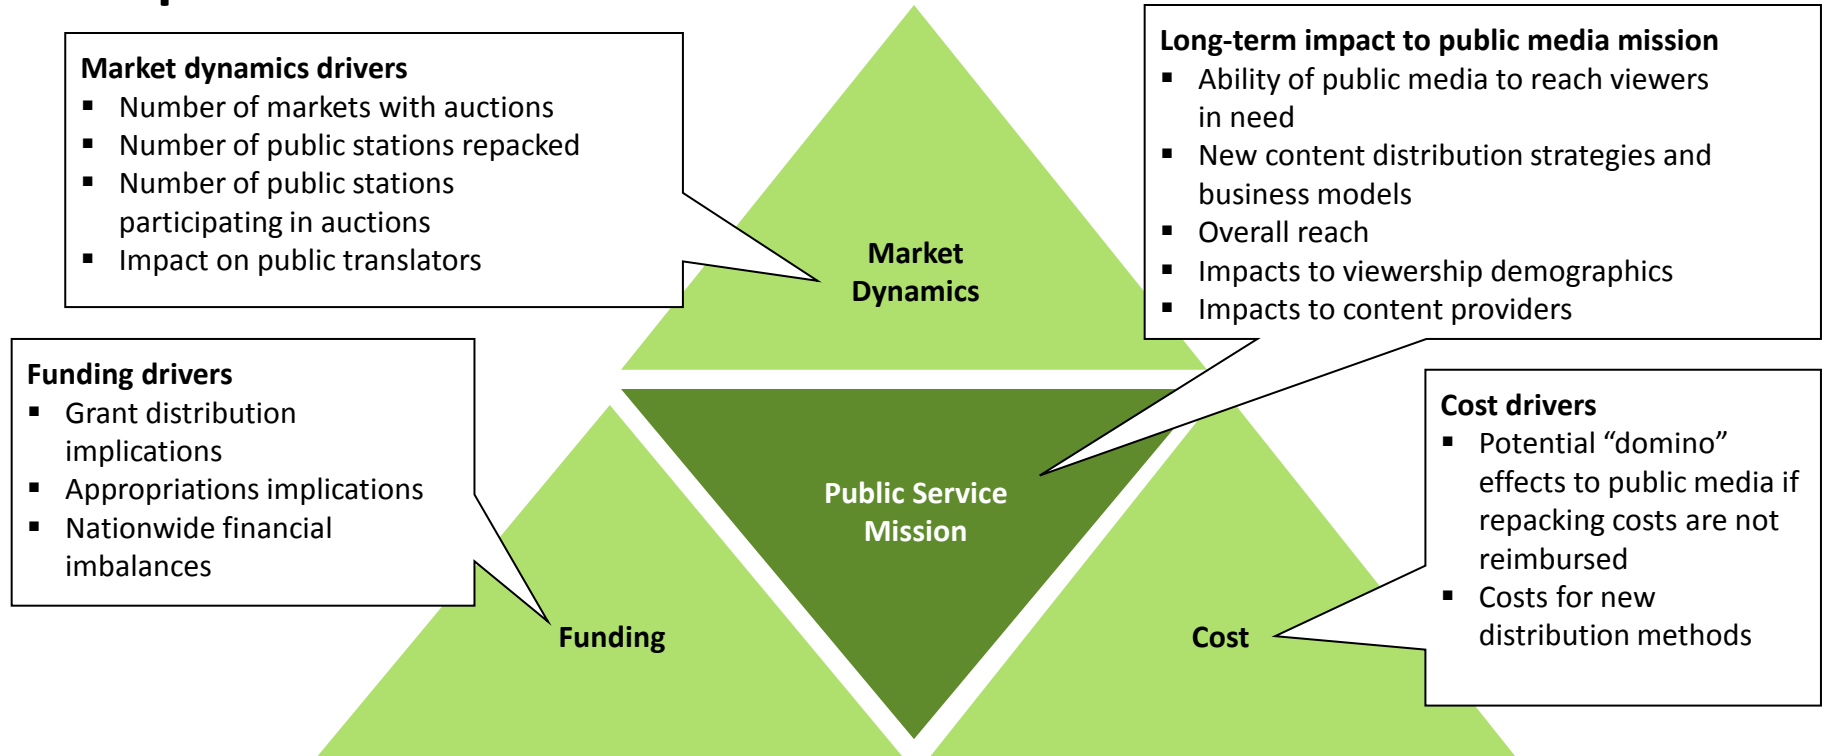 Market dynamics drivers
▪ Number of markets with auctions
▪ Number of public stations repacked
▪ Number of public stations
participating in auctions
▪ Impact on public translators
Long-term impact to public media mission
▪ Ability of public media to reach viewers
in need
▪ New content distribution strategies and
business models
▪ Overall reach
▪ Impacts to viewership demographics
▪ Impacts to content providers
Market
Dynamics
Funding drivers
▪ Grant distribution
implications
▪ Appropriations implications
▪ Nationwide financial
imbalances
Cost drivers
▪ Potential “domino”
effects to public media if
repacking costs are not
reimbursed
▪ Costs for new
distribution methods
Public Service
Mission
Funding
Cost